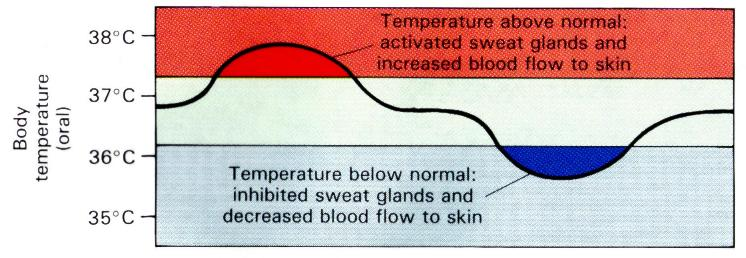 Temperature above normal:
activated sweat glands and
increased blood flow to skin
38°C
37°C
36°C
35°C
Body
temperature
(oral)
Temperature below normal:
inhibited sweat glands and
decreased blood flow to skin